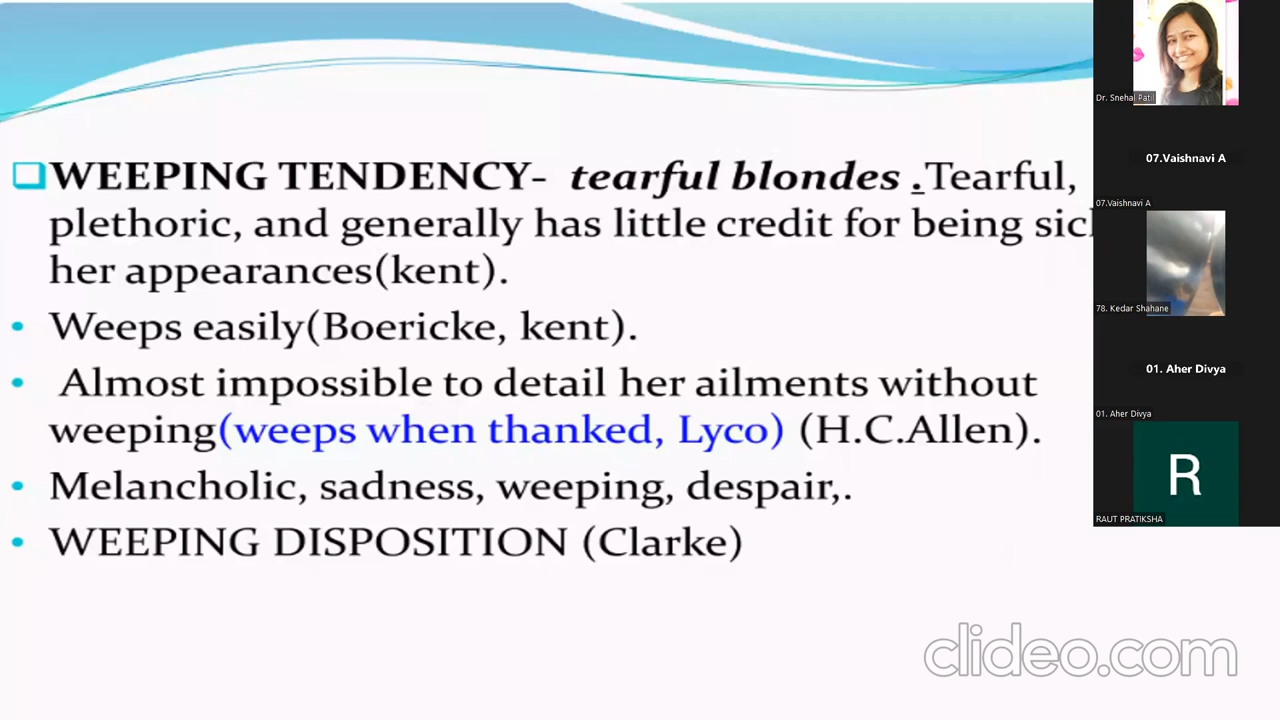 WEEPING TENDENCY- tearful blondes .Tearful,
plethoric, and generally has little credit for being
her appearances(kent).
• Weeps easily(Boericke, kent).
• Almost impossible to detail her ailments without
weeping(weeps when thanked, Lyco) (H.C.Allen).
• Melancholic, sadness, weeping, despair,.
• WEEPING DISPOSITION (Clarke)
Dr. Snehal Patil
07.Vaishnavi A
07.Vaishnavi A
78. Kedar Shahane
01. Aher Divya
01. Aher Divya
R
RAUT PRATIKSHA
clideo.com